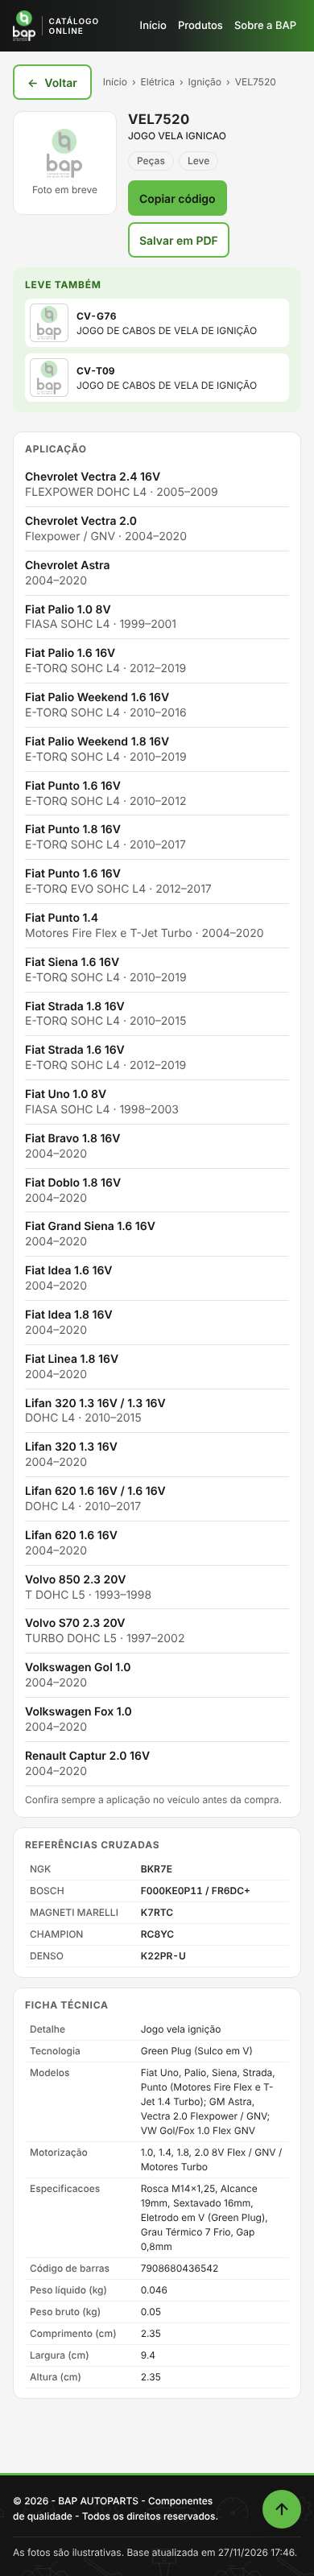 bap
CATÁLOGO
ONLINE
Início Produtos Sobre a BAP
← Voltar
Início › Elétrica › Ignição › VEL7520
bap
Foto em breve
VEL7520
JOGO VELA IGNICAO
Peças Leve
Copiar código
Salvar em PDF
LEVE TAMBÉM
bap
CV-G76
JOGO DE CABOS DE VELA DE IGNIÇÃO
bap
CV-T09
JOGO DE CABOS DE VELA DE IGNIÇÃO
APLICAÇÃO
Chevrolet Vectra 2.4 16V
FLEXPOWER DOHC L4 · 2005–2009
Chevrolet Vectra 2.0
Flexpower / GNV · 2004–2020
Chevrolet Astra
2004–2020
Fiat Palio 1.0 8V
FIASA SOHC L4 · 1999–2001
Fiat Palio 1.6 16V
E-TORQ SOHC L4 · 2012–2019
Fiat Palio Weekend 1.6 16V
E-TORQ SOHC L4 · 2010–2016
Fiat Palio Weekend 1.8 16V
E-TORQ SOHC L4 · 2010–2019
Fiat Punto 1.6 16V
E-TORQ SOHC L4 · 2010–2012
Fiat Punto 1.8 16V
E-TORQ SOHC L4 · 2010–2017
Fiat Punto 1.6 16V
E-TORQ EVO SOHC L4 · 2012–2017
Fiat Punto 1.4
Motores Fire Flex e T-Jet Turbo · 2004–2020
Fiat Siena 1.6 16V
E-TORQ SOHC L4 · 2010–2019
Fiat Strada 1.8 16V
E-TORQ SOHC L4 · 2010–2015
Fiat Strada 1.6 16V
E-TORQ SOHC L4 · 2012–2019
Fiat Uno 1.0 8V
FIASA SOHC L4 · 1998–2003
Fiat Bravo 1.8 16V
2004–2020
Fiat Doblo 1.8 16V
2004–2020
Fiat Grand Siena 1.6 16V
2004–2020
Fiat Idea 1.6 16V
2004–2020
Fiat Idea 1.8 16V
2004–2020
Fiat Linea 1.8 16V
2004–2020
Lifan 320 1.3 16V / 1.3 16V
DOHC L4 · 2010–2015
Lifan 320 1.3 16V
2004–2020
Lifan 620 1.6 16V / 1.6 16V
DOHC L4 · 2010–2017
Lifan 620 1.6 16V
2004–2020
Volvo 850 2.3 20V
T DOHC L5 · 1993–1998
Volvo S70 2.3 20V
TURBO DOHC L5 · 1997–2002
Volkswagen Gol 1.0
2004–2020
Volkswagen Fox 1.0
2004–2020
Renault Captur 2.0 16V
2004–2020
Confira sempre a aplicação no veículo antes da compra.
REFERÊNCIAS CRUZADAS
NGK BKR7E
BOSCH F000KE0P11 / FR6DC+
MAGNETI MARELLI K7RTC
CHAMPION RC8YC
DENSO K22PR-U
FICHA TÉCNICA
Detalhe Jogo vela ignición
Tecnologia Green Plug (Sulco em V)
Modelos Fiat Uno, Palio, Siena, Strada,
Punto (Motores Fire Flex e T-
Jet 1.4 Turbo); GM Astra,
Vectra 2.0 Flexpower / GNV;
VW Gol/Fox 1.0 Flex GNV
Motorização 1.0, 1.4, 1.8, 2.0 8V Flex / GNV /
Motores Turbo
Especificacoes Rosca M14x1,25, Alcance
19mm, Sextavado 16mm,
Eletrodo em V (Green Plug),
Grau Térmico 7 Frio, Gap
0,8mm
Código de barras 7908680436542
Peso líquido (kg) 0.046
Peso bruto (kg) 0.05
Comprimento (cm) 2.35
Largura (cm) 9.4
Altura (cm) 2.35
© 2026 - BAP AUTOPARTS - Componentes
de qualidade - Todos os direitos reservados.
As fotos são ilustrativas. Base atualizada em 27/11/2026 17:46.